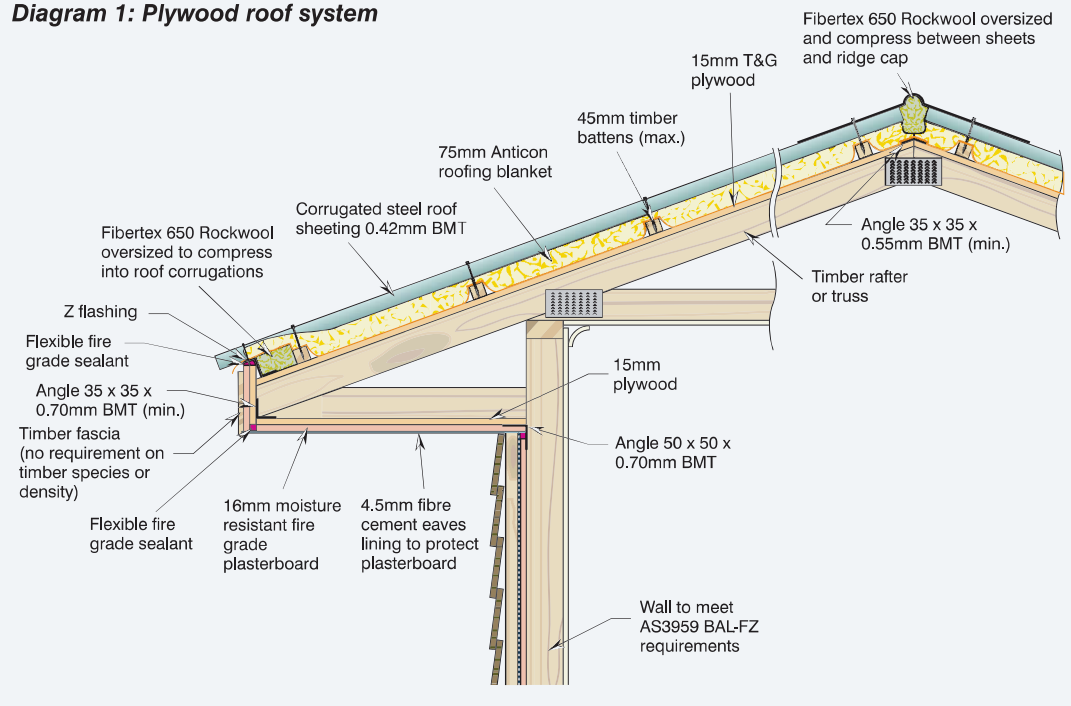 Diagram 1: Plywood roof system
Fibertex 650 Rockwool oversized
and compress between sheets
and ridge cap
15mm T&G
plywood
45mm timber
battens (max.)
75mm Anticon
roofing blanket
Corrugated steel roof
sheeting 0.42mm BMT
Fibertex 650 Rockwool
oversized to compress
into roof corrugations
Z flashing
Flexible fire
grade sealant
Angle 35 x 35 x
0.70mm BMT (min.)
Timber fascia
(no requirement on
timber species or
density)
Flexible fire
grade sealant
16mm moisture
resistant fire
grade
plasterboard
4.5mm fibre
cement eaves
lining to protect
plasterboard
Angle 35 x 35 x
0.55mm BMT (min.)
Timber rafter
or truss
15mm
plywood
Angle 50 x 50 x
0.70mm BMT
Wall to meet
AS3959 BAL-FZ
requirements